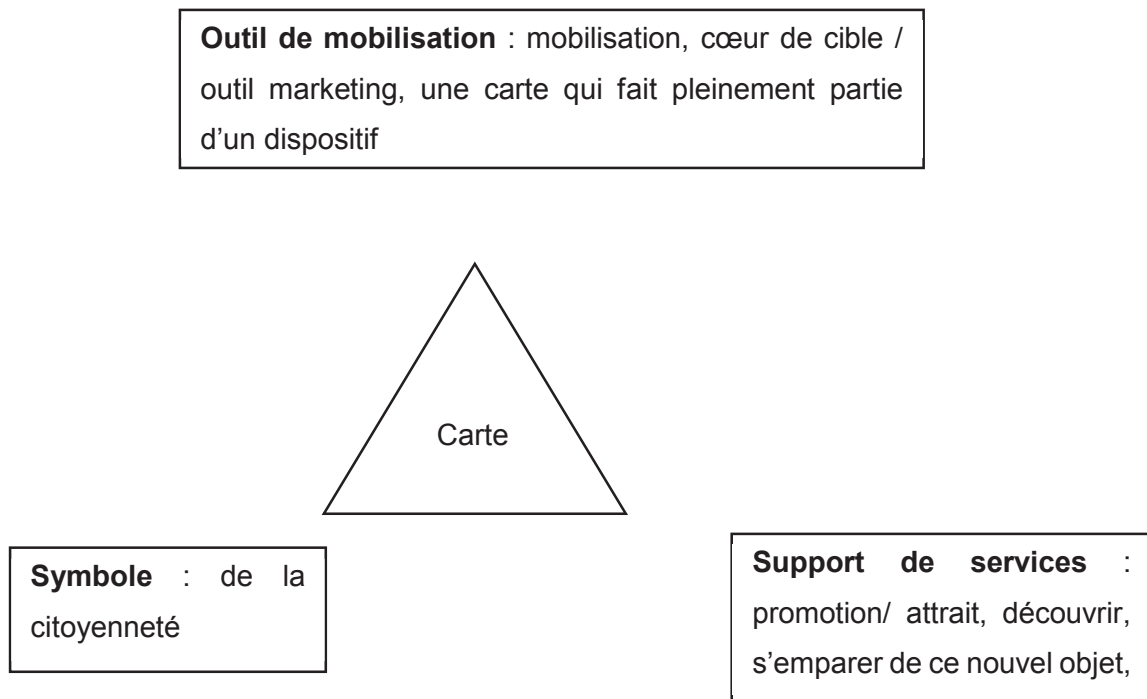 Outil de mobilisation : mobilisation, cœur de cible /
outil marketing, une carte qui fait pleinement partie
d’un dispositif
Carte
Symbole : de la
citoyenneté
Support de services :
promotion/ attrait, découvrir,
s’emparer de ce nouvel objet,